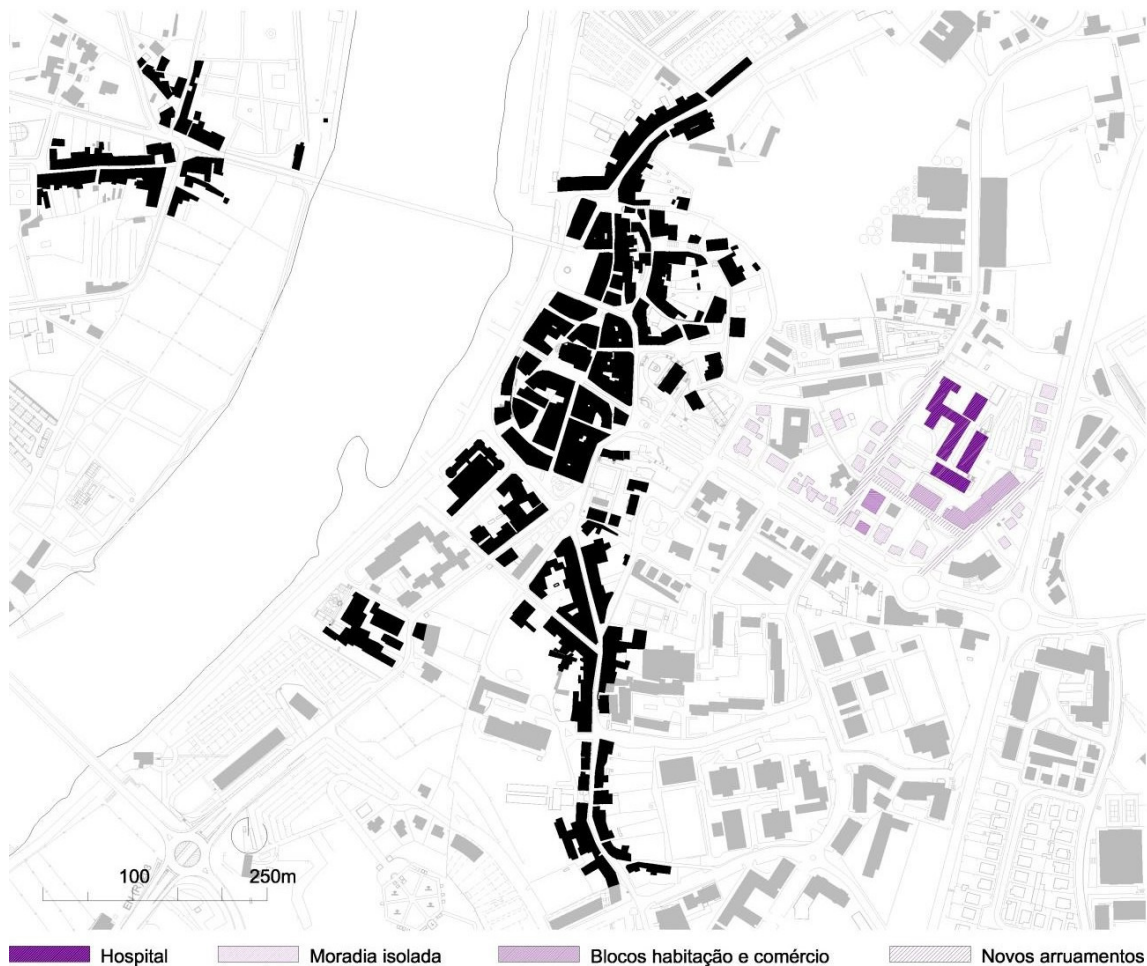 100
250m
Hospital
Moradia isolada
Blocos habitação e comércio
Novos arruamentos